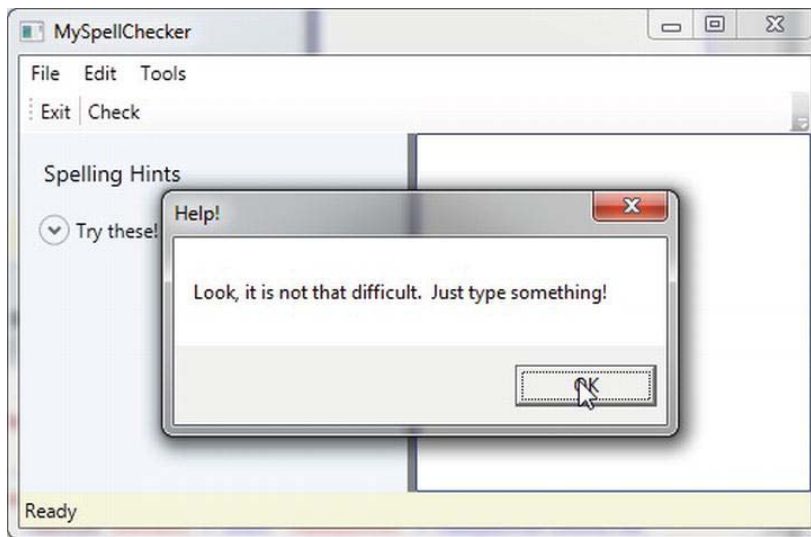 MySpellChecker
File Edit Tools
Exit Check
Spelling Hints
Try these!
Help!
Look, it is not that difficult.  Just type something!
OK
Ready